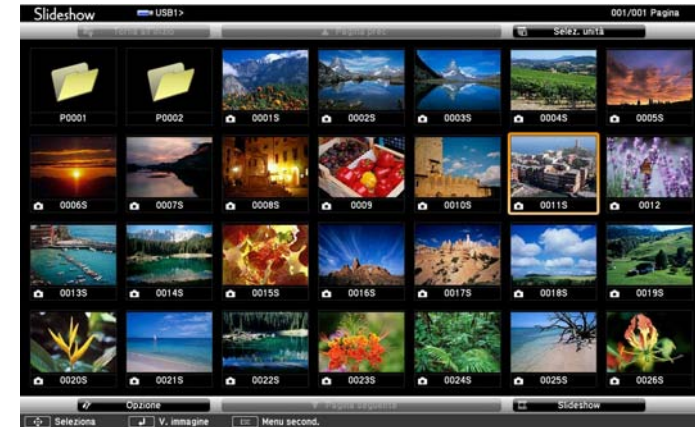 Slideshow USB1> 001/001 Pagina
Torna all'inizio Pagina prec Selez. unità
P0001 P0002 0001S 0002S 0003S 0004S 0005S
0006S 0007S 0008S 0009 0010S 0011S 0012
0013S 0014S 0015S 0016S 0017S 0018S 0019S
0020S 0021S 0022S 0023S 0024S 0025S 0026S
Opzione Pagina seguente Slideshow
Seleziona V. immagine Esc Menu second.